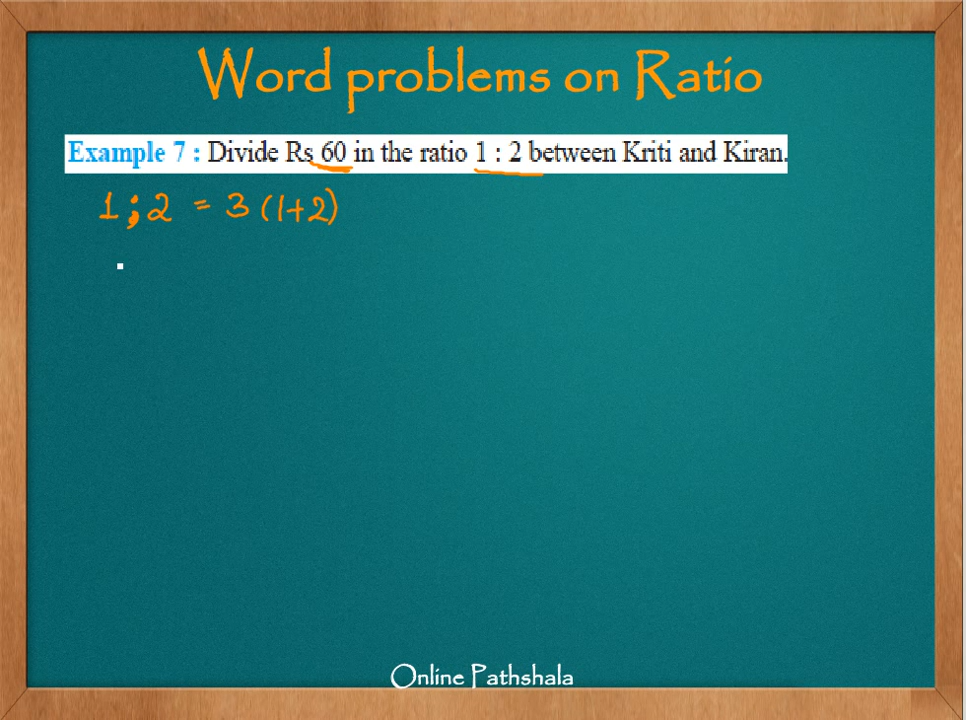 Word problems on Ratio
Example 7 : Divide Rs 60 in the ratio 1 : 2 between Kriti and Kiran.
1 ; 2 = 3 (1+2)
Online Pathshala